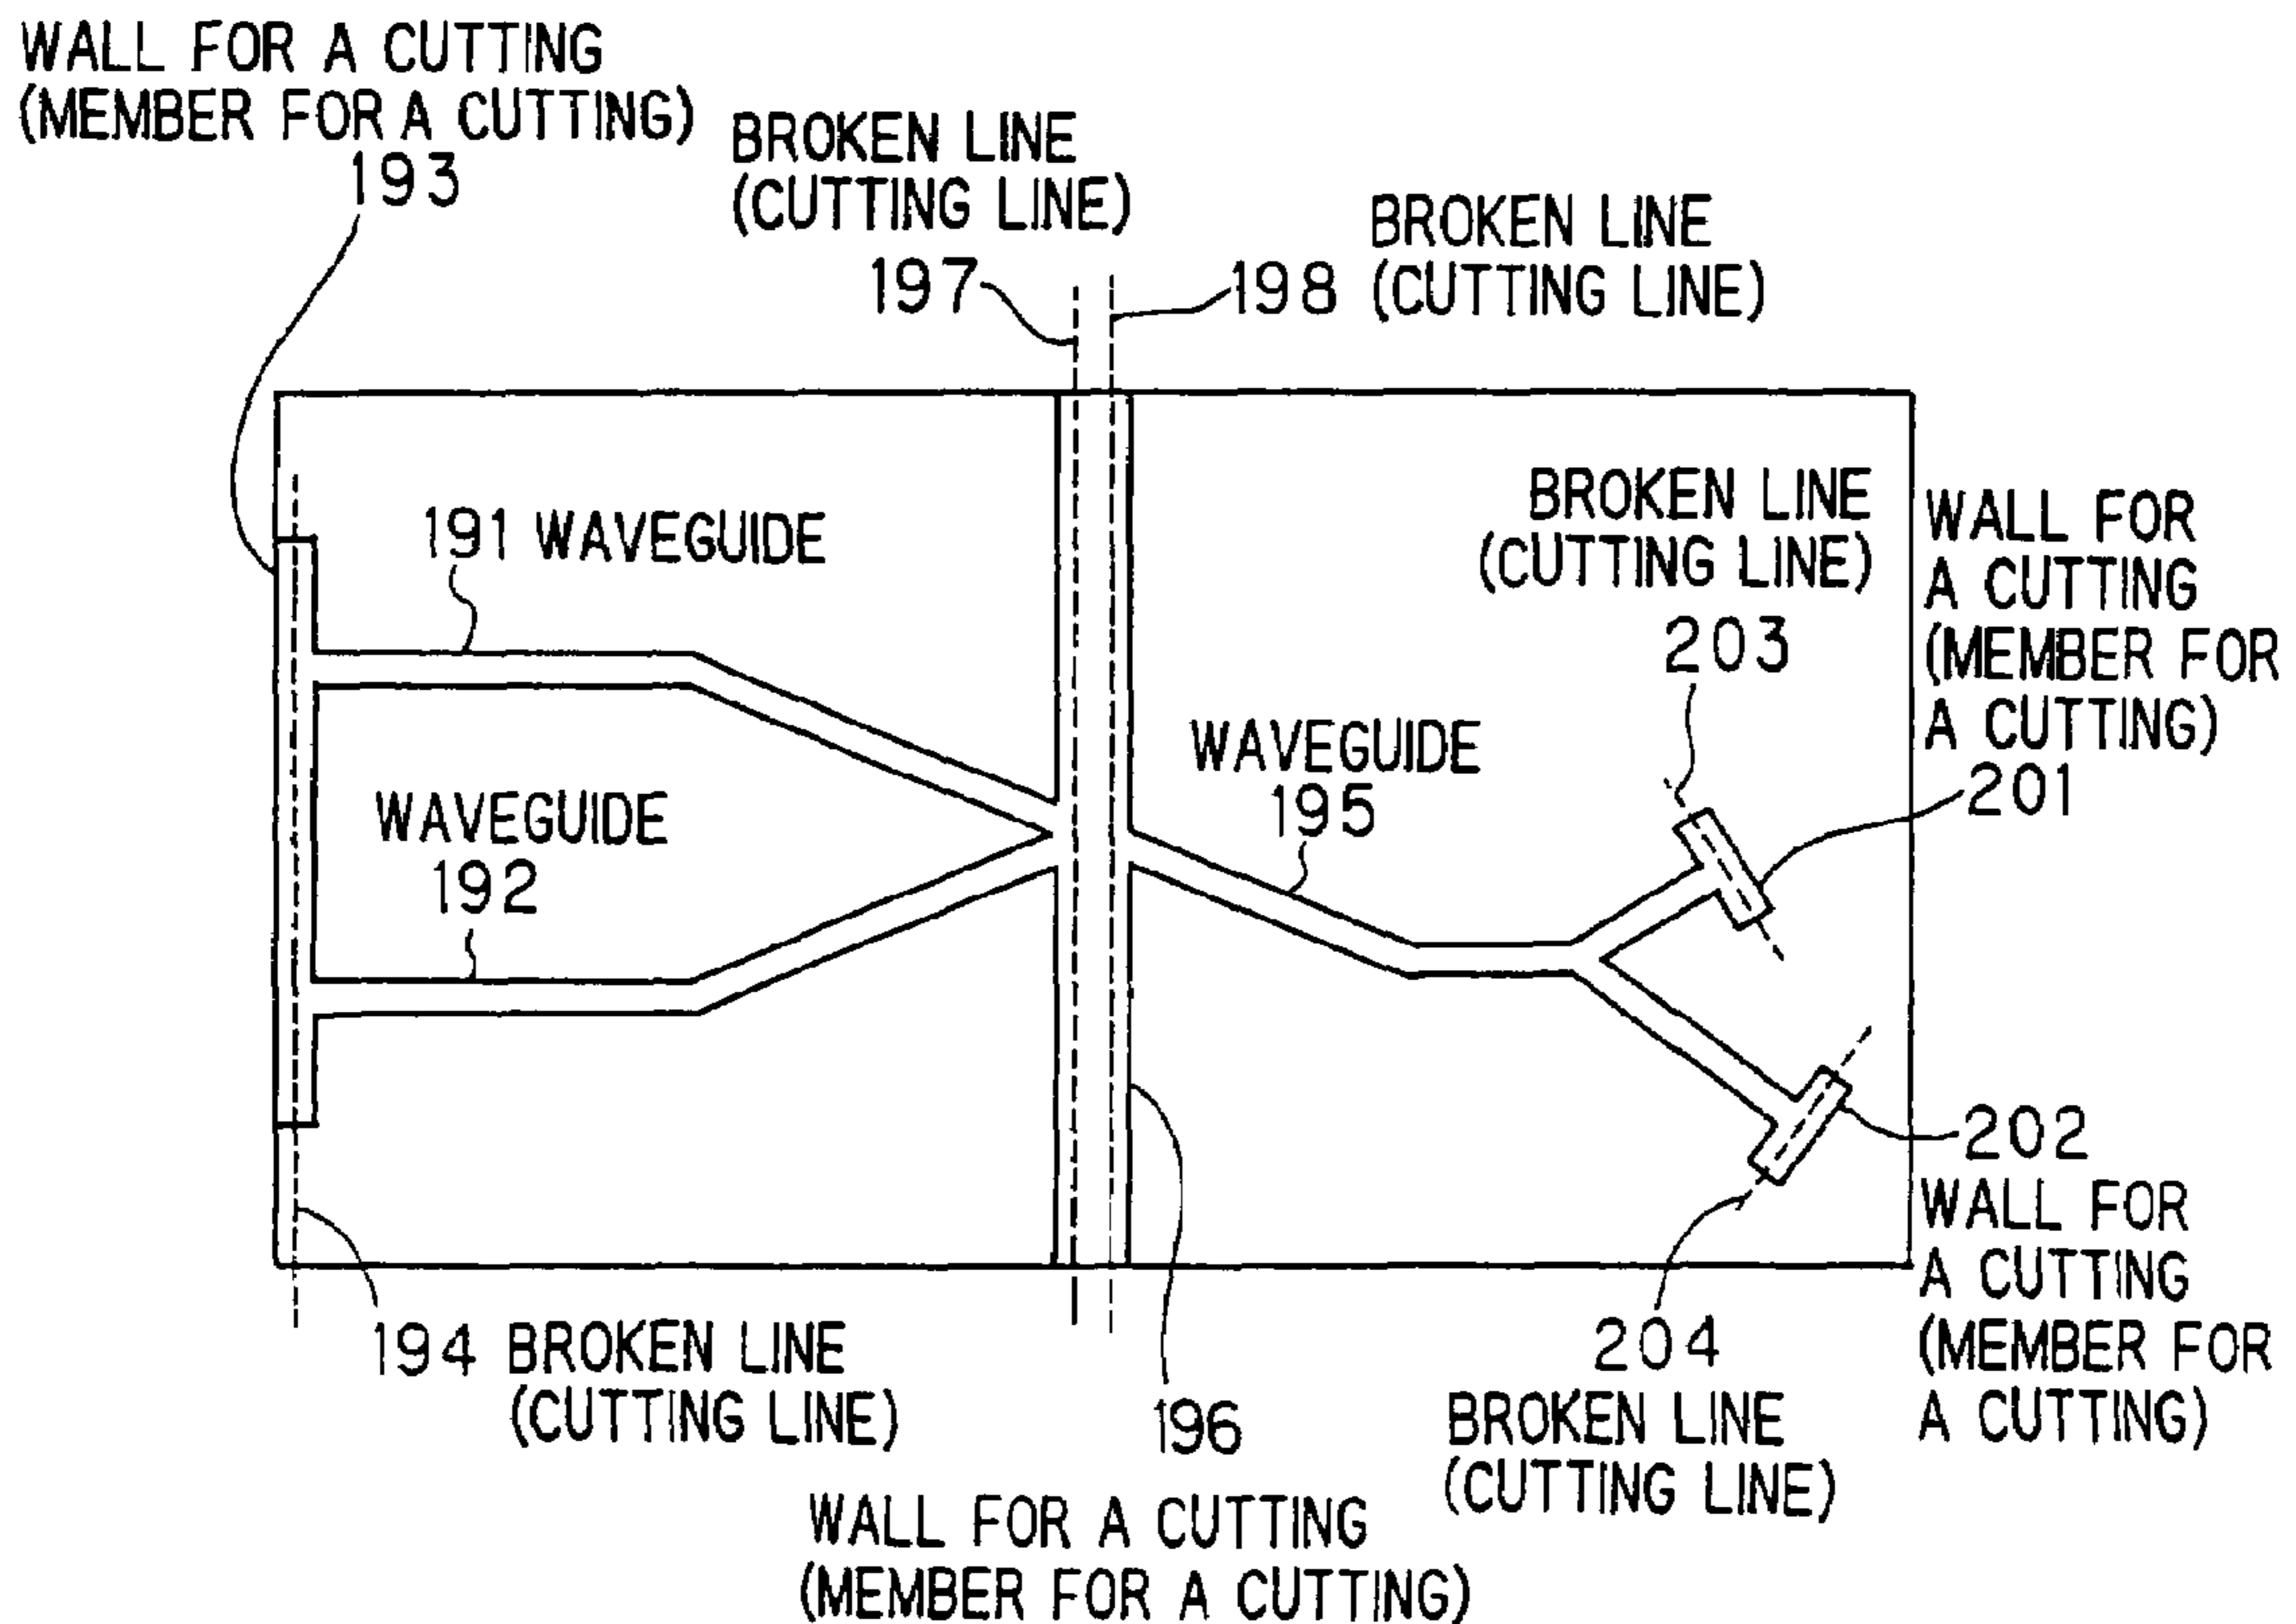 WALL FOR A CUTTING
(MEMBER FOR A CUTTING)
193
BROKEN LINE
(CUTTING LINE)
197
BROKEN LINE
198 (CUTTING LINE)
191 WAVEGUIDE
WAVEGUIDE
192
WAVEGUIDE
195
BROKEN LINE
(CUTTING LINE)
203
WALL FOR
A CUTTING
(MEMBER FOR
A CUTTING)
201
202
WALL FOR
A CUTTING
(MEMBER FOR
A CUTTING)
194 BROKEN LINE
(CUTTING LINE)
196
WALL FOR A CUTTING
(MEMBER FOR A CUTTING)
204
BROKEN LINE
(CUTTING LINE)